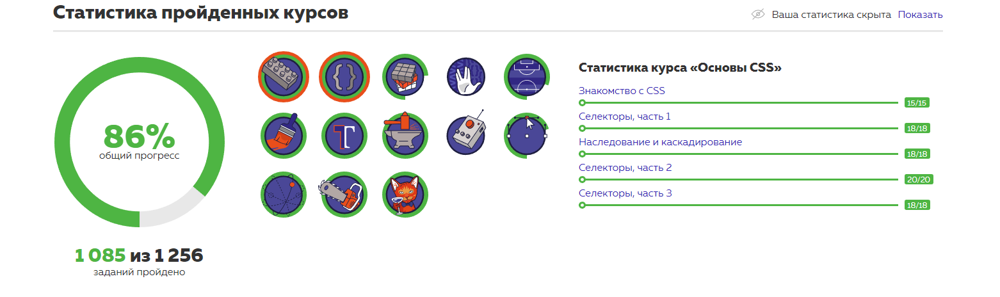 Статистика пройденных курсов
Ваша статистика скрыта Показать
86%
общий прогресс
1 085 из 1 256
заданий пройдено
Статистика курса «Основы CSS»
Знакомство с CSS
15/15
Селекторы, часть 1
18/18
Наследование и каскадирование
18/18
Селекторы, часть 2
20/20
Селекторы, часть 3
18/18